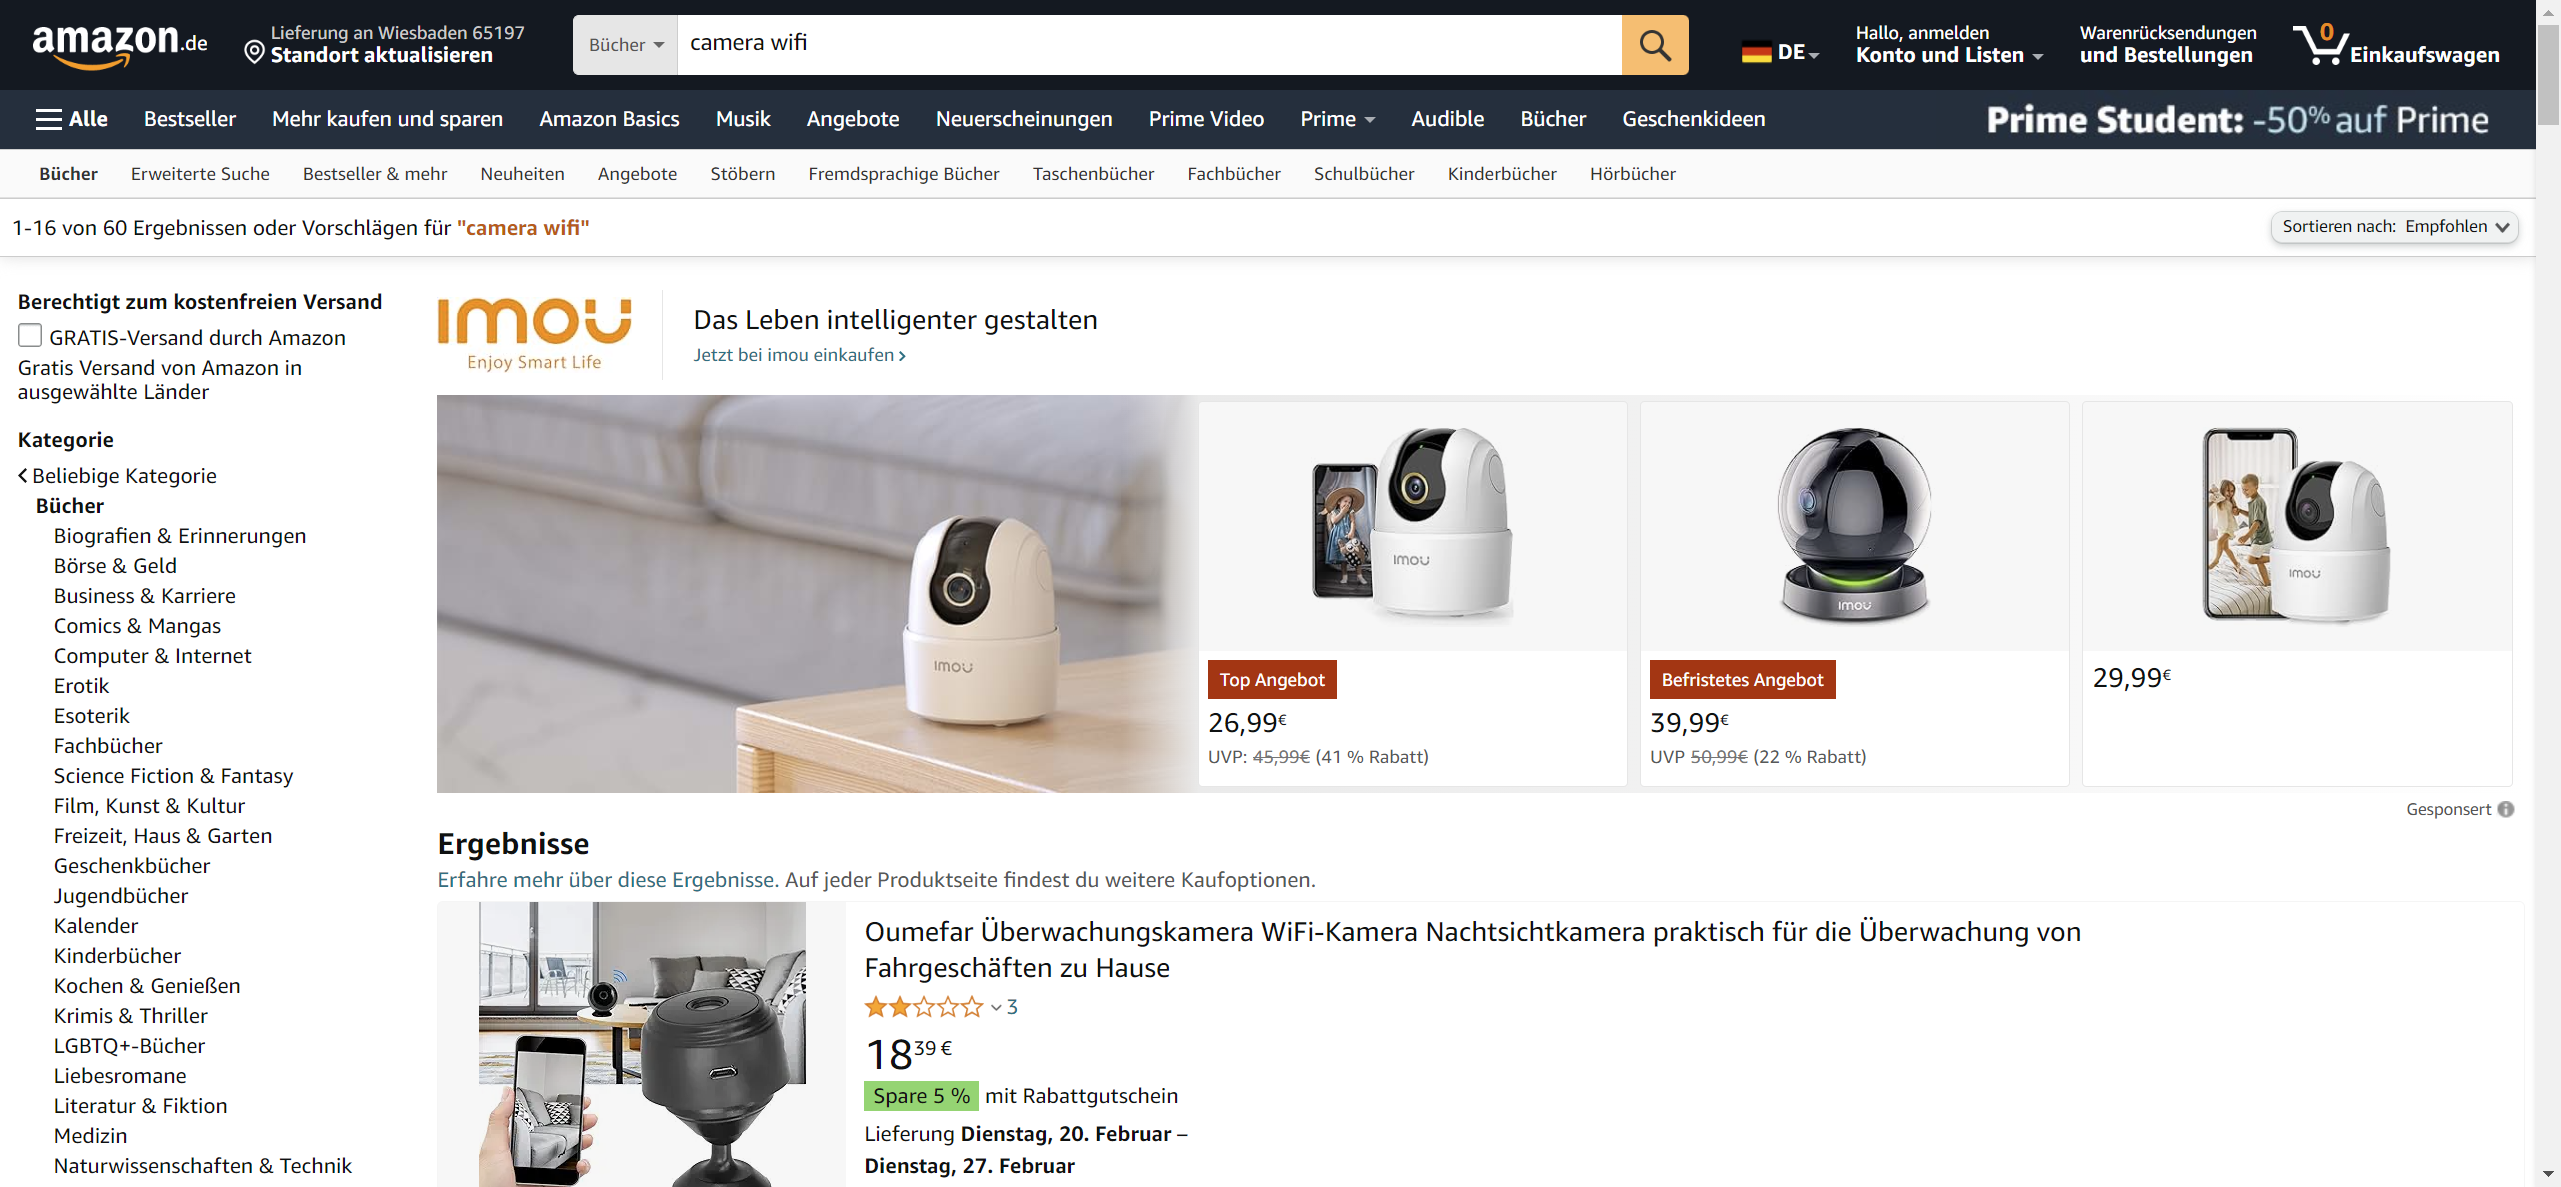 amazon.de
Lieferung an Wiesbaden 65197
Standort aktualisieren
Bücher
camera wifi
DE
Hallo, anmelden
Konto und Listen
Warenrücksendungen
und Bestellungen
0
Einkaufswagen
Alle
Bestseller
Mehr kaufen und sparen
Amazon Basics
Musik
Angebote
Neuerscheinungen
Prime Video
Prime
Audible
Bücher
Geschenkideen
Prime Student: -50% auf Prime
Bücher
Erweiterte Suche
Bestseller & mehr
Neuheiten
Angebote
Stöbern
Fremdsprachige Bücher
Taschenbücher
Fachbücher
Schulbücher
Kinderbücher
Hörbücher
1-16 von 60 Ergebnissen oder Vorschlägen für "camera wifi"
Sortieren nach: Empfohlen
Berechtigt zum kostenfreien Versand
GRATIS-Versand durch Amazon
Gratis Versand von Amazon in
ausgewählte Länder
Kategorie
Beliebige Kategorie
Bücher
Biografien & Erinnerungen
Börse & Geld
Business & Karriere
Comics & Mangas
Computer & Internet
Erotik
Esoterik
Fachbücher
Science Fiction & Fantasy
Film, Kunst & Kultur
Freizeit, Haus & Garten
Geschenkbücher
Jugendbücher
Kalender
Kinderbücher
Kochen & Genießen
Krimis & Thriller
LGBTQ+-Bücher
Liebesromane
Literatur & Fiktion
Medizin
Naturwissenschaften & Technik
imou
Enjoy Smart Life
Das Leben intelligenter gestalten
Jetzt bei imou einkaufen ›
imou
imou
Top Angebot
26,99€
UVP: 45,99€ (41 % Rabatt)
imou
Befristetes Angebot
39,99€
UVP 50,99€ (22 % Rabatt)
imou
29,99€
Gesponsert
Ergebnisse
Erfahre mehr über diese Ergebnisse. Auf jeder Produktseite findest du weitere Kaufoptionen.
Oumefar Überwachungskamera WiFi-Kamera Nachtsichtkamera praktisch für die Überwachung von
Fahrgeschäften zu Hause
3
18 39 €
Spare 5 % mit Rabattgutschein
Lieferung Dienstag, 20. Februar –
Dienstag, 27. Februar